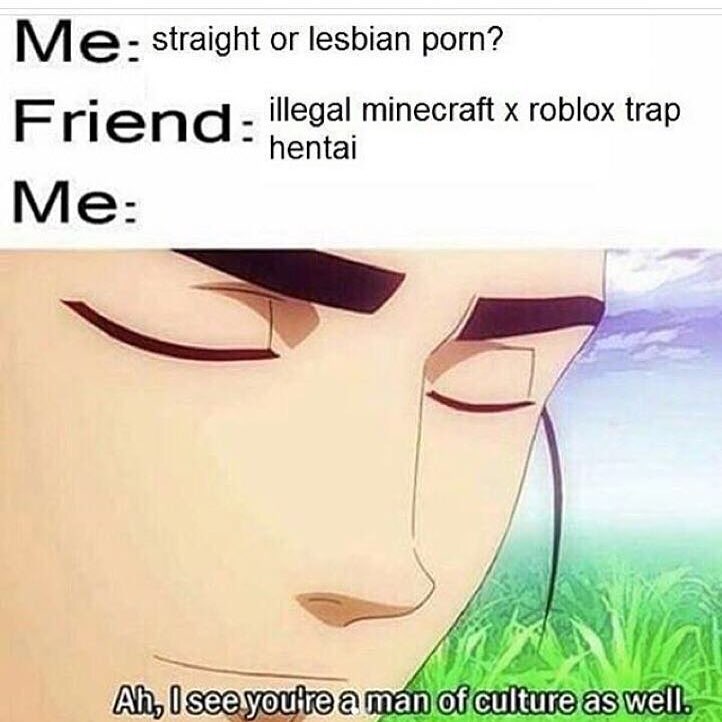 Me: straight or lesbian porn?
Friend: illegal minecraft x roblox trap
hentai
Me:
Ah, I see you're a man of culture as well.